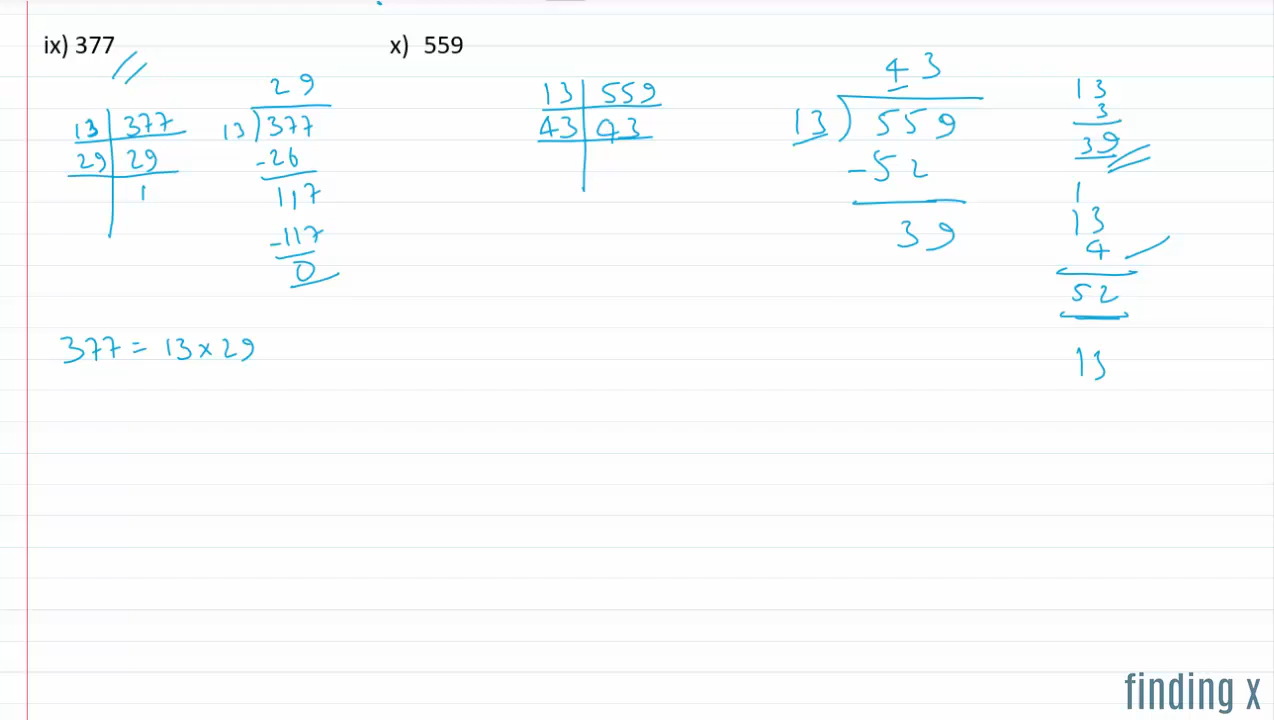 ix) 377
x) 559
13 | 377
29 | 29
1
29
13 ) 377
-26
117
-117
0
377 = 13 x 29
13 | 559
43 | 43
43
13 ) 559
-52
39
13
3
39
1
13
4
52
13
finding x